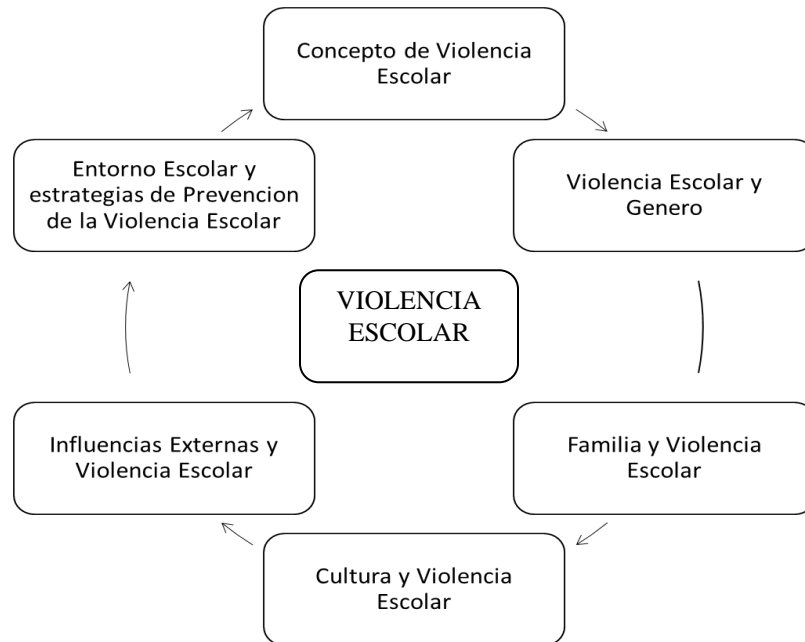 Concepto de Violencia
Escolar
Entorno Escolar y
estrategias de Prevencion
de la Violencia Escolar
Violencia Escolar y
Genero
VIOLENCIA
ESCOLAR
Influencias Externas y
Violencia Escolar
Familia y Violencia
Escolar
Cultura y Violencia
Escolar